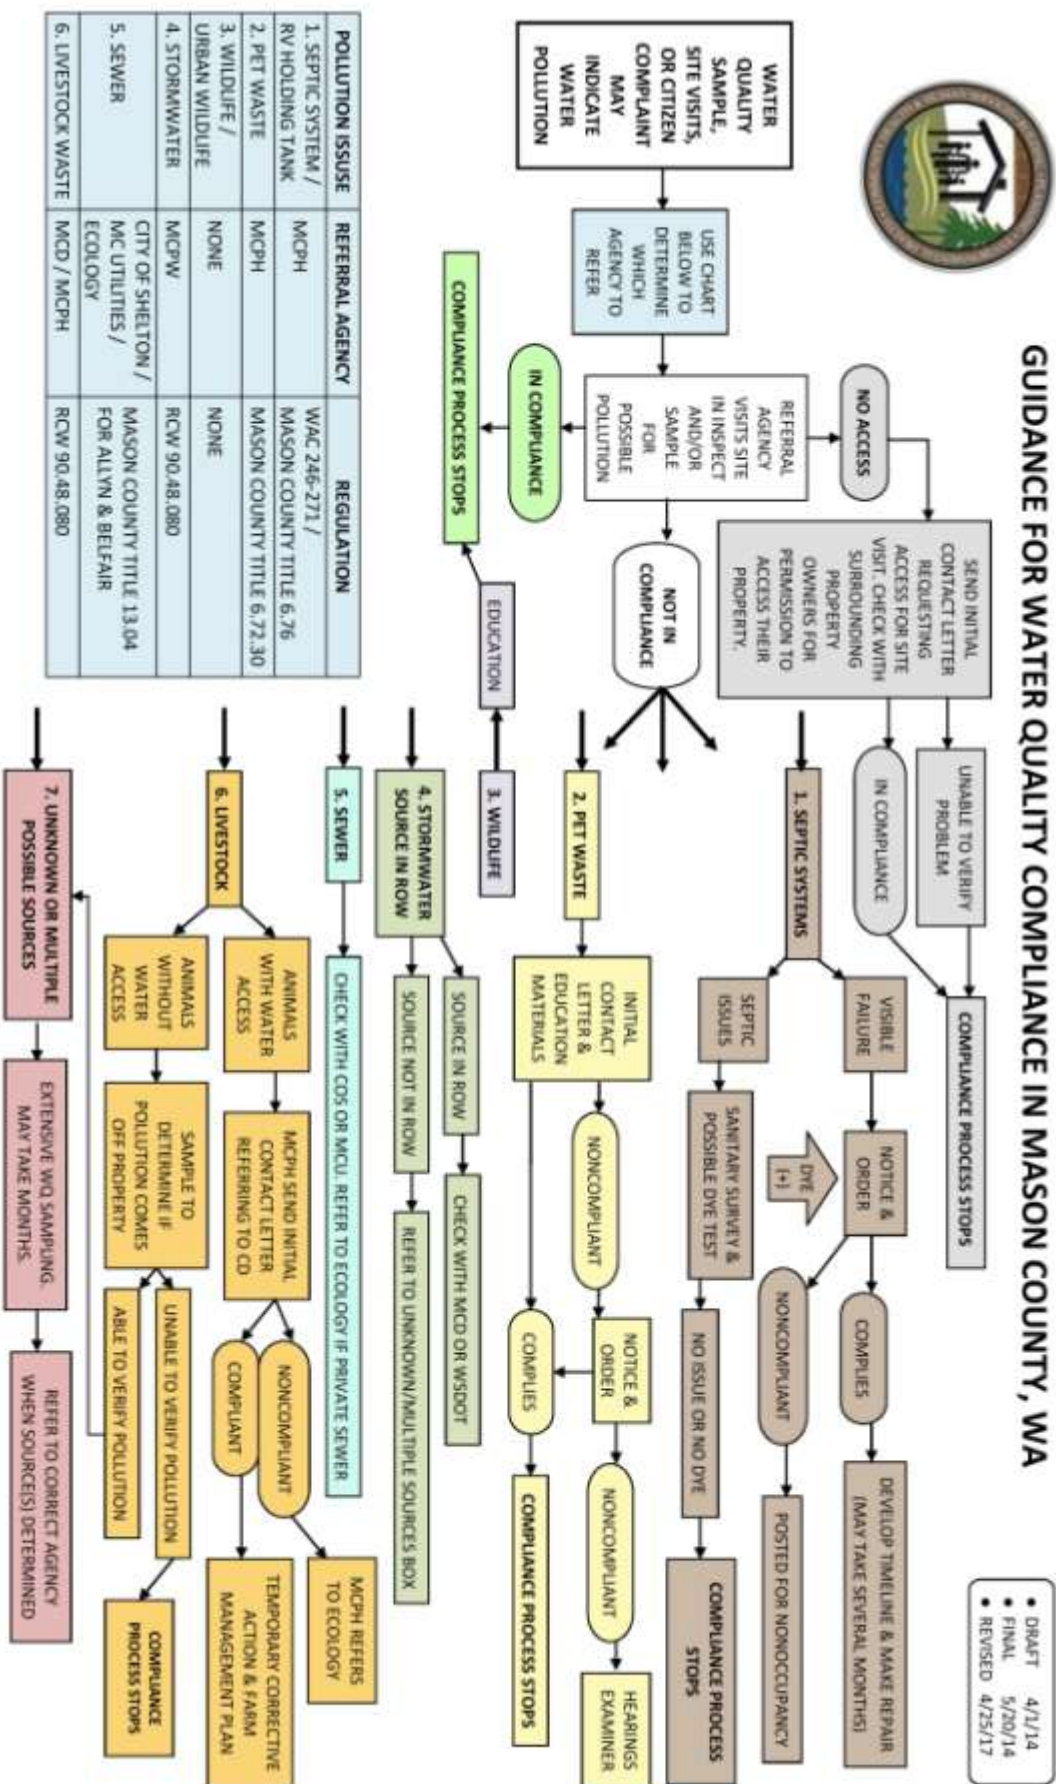 GUIDANCE FOR WATER QUALITY COMPLIANCE IN MASON COUNTY, WA
• DRAFT 4/1/14
• FINAL 5/20/14
• REVISED 4/25/17
WATER
QUALITY
SAMPLE,
SITE VISITS,
OR CITIZEN
COMPLAINT
MAY
INDICATE
WATER
POLLUTION
USE CHART
BELOW TO
DETERMINE
WHICH
AGENCY TO
REFER
REFERRAL
AGENCY
VISITS SITE
IN INSPECT
AND/OR
SAMPLE
FOR
POSSIBLE
POLLUTION
NO ACCESS
SEND INITIAL
CONTACT LETTER
REQUESTING
ACCESS FOR SITE
VISIT. CHECK WITH
SURROUNDING
PROPERTY
OWNERS FOR
PERMISSION TO
ACCESS THEIR
PROPERTY.
UNABLE TO VERIFY
PROBLEM
IN COMPLIANCE
COMPLIANCE PROCESS STOPS
IN COMPLIANCE
COMPLIANCE PROCESS STOPS
NOT IN
COMPLIANCE
1. SEPTIC SYSTEMS
VISIBLE
FAILURE
NOTICE &
ORDER
DYE
(+)
COMPLIES
DEVELOP TIMELINE & MAKE REPAIR
(MAY TAKE SEVERAL MONTHS)
NONCOMPLIANT
POSTED FOR NONOCCUPANCY
SEPTIC
ISSUES
SANITARY SURVEY &
POSSIBLE DYE TEST
NO ISSUE OR NO DYE
COMPLIANCE PROCESS
STOPS
2. PET WASTE
INITIAL
CONTACT
LETTER &
EDUCATION
MATERIALS
NONCOMPLIANT
NOTICE &
ORDER
NONCOMPLIANT
HEARINGS
EXAMINER
COMPLIES
COMPLIANCE PROCESS STOPS
3. WILDLIFE
EDUCATION
4. STORMWATER
SOURCE IN ROW
SOURCE IN ROW
CHECK WITH MCD OR WSDOT
SOURCE NOT IN ROW
REFER TO UNKNOWN/MULTIPLE SOURCES BOX
5. SEWER
CHECK WITH COS OR MCU. REFER TO ECOLOGY IF PRIVATE SEWER
6. LIVESTOCK
ANIMALS
WITH WATER
ACCESS
MCPH SEND INITIAL
CONTACT LETTER
REFERRING TO CD
NONCOMPLIANT
MCPH REFERS
TO ECOLOGY
COMPLIANT
TEMPORARY CORRECTIVE
ACTION & FARM
MANAGEMENT PLAN
ANIMALS
WITHOUT
WATER
ACCESS
SAMPLE TO
DETERMINE IF
POLLUTION COMES
OFF PROPERTY
UNABLE TO VERIFY POLLUTION
COMPLIANCE
PROCESS STOPS
ABLE TO VERIFY POLLUTION
7. UNKNOWN OR MULTIPLE
POSSIBLE SOURCES
EXTENSIVE WQ SAMPLING.
MAY TAKE MONTHS.
REFER TO CORRECT AGENCY
WHEN SOURCE(S) DETERMINED
POLLUTION ISSUSE REFERRAL AGENCY REGULATION
1. SEPTIC SYSTEM /
RV HOLDING TANK MCPH WAC 246-271 /
MASON COUNTY TITLE 6.76
2. PET WASTE MCPH MASON COUNTY TITLE 6.72.30
3. WILDLIFE /
URBAN WILDLIFE NONE NONE
4. STORMWATER MCPW RCW 90.48.080
5. SEWER CITY OF SHELTON /
MC UTILITIES /
ECOLOGY MASON COUNTY TITLE 13.04
FOR ALLYN & BELFAIR
6. LIVESTOCK WASTE MCD / MCPH RCW 90.48.080